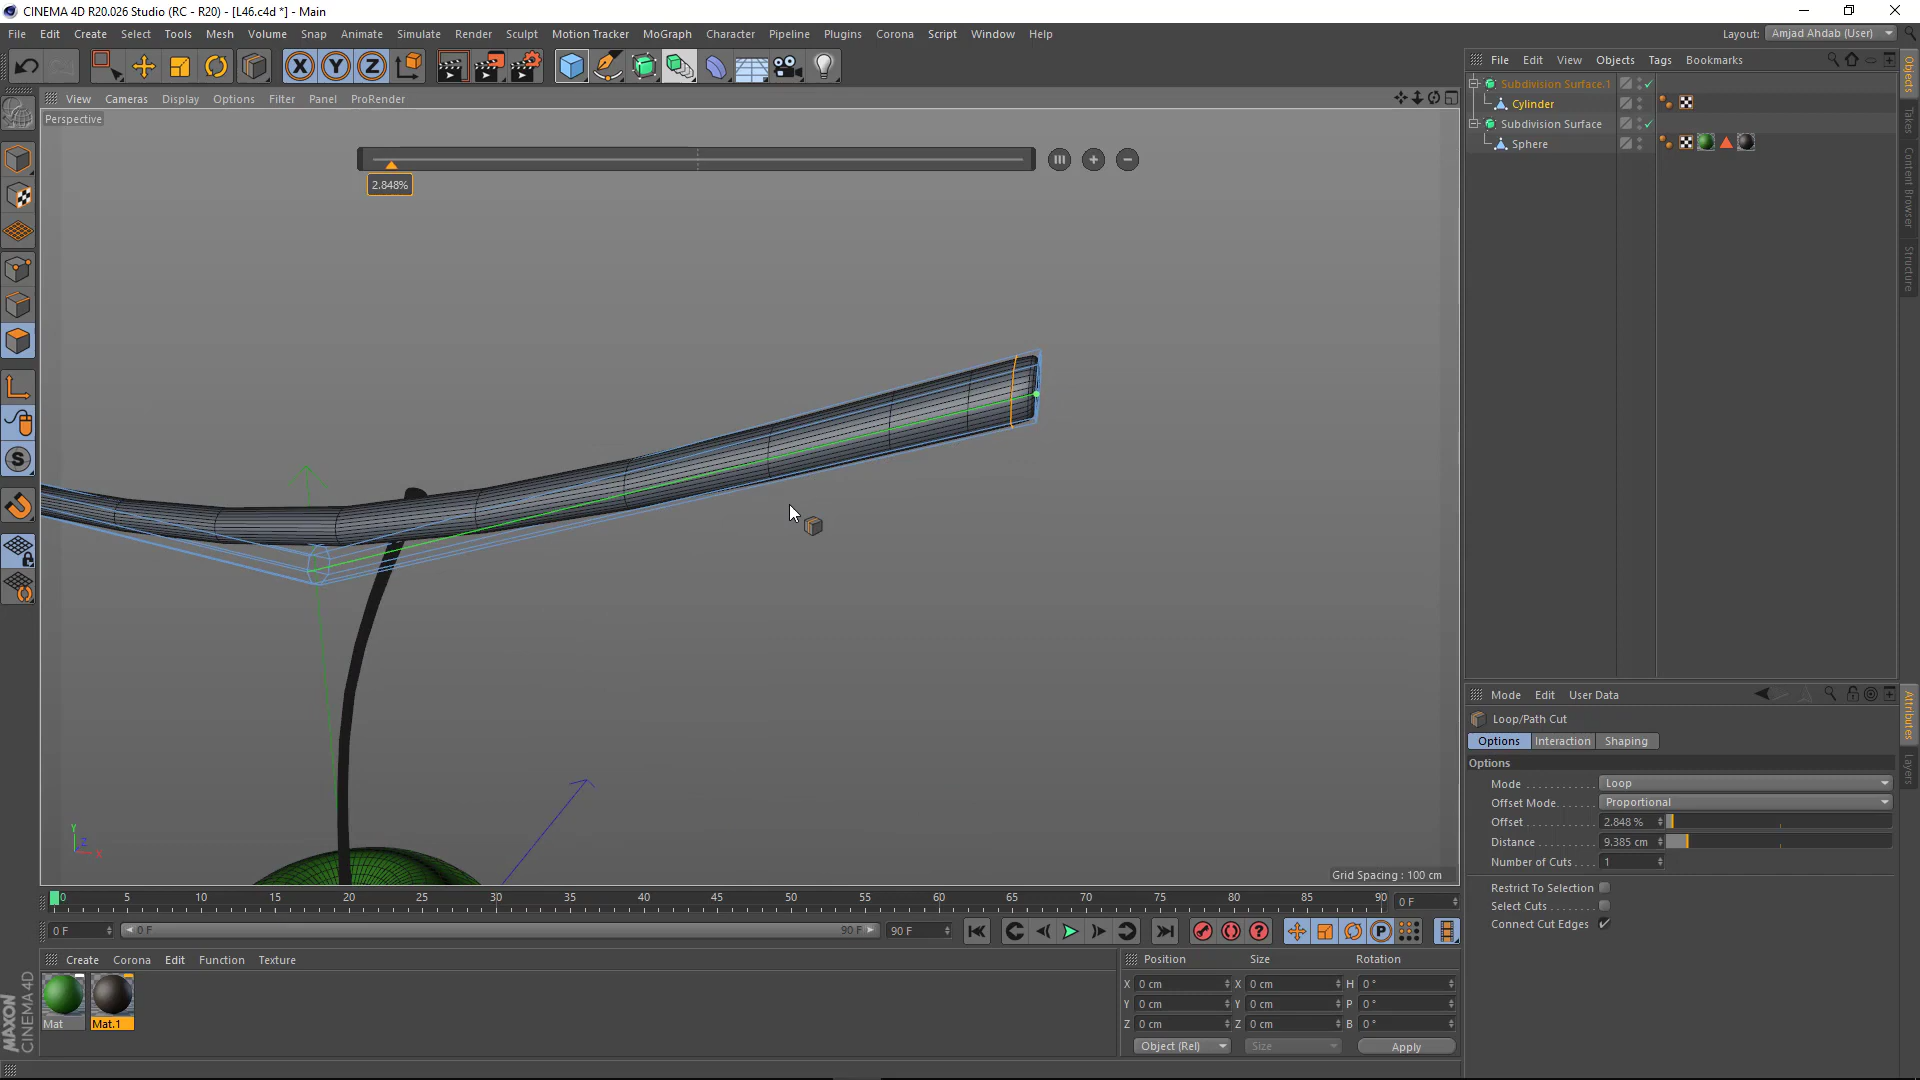 CINEMA 4D R20.026 Studio (RC - R20) - [L46.c4d *] - Main
File Edit Create Select Tools Mesh Volume Snap Animate Simulate Render Sculpt Motion Tracker MoGraph Character Pipeline Plugins Corona Script Window Help
Layout: Amjad Ahdab (User)
View Cameras Display Options Filter Panel ProRender
Perspective
2.848%
Grid Spacing : 100 cm
File Edit View Objects Tags Bookmarks
Subdivision Surface.1
Cylinder
Subdivision Surface
Sphere
Objects
Takes
Content Browser
Structure
Mode Edit User Data
Loop/Path Cut
Options Interaction Shaping
Options
Mode Loop
Offset Mode Proportional
Offset 2.848 %
Distance 9.385 cm
Number of Cuts 1
Restrict To Selection
Select Cuts
Connect Cut Edges
Attributes
Layers
0 5 10 15 20 25 30 35 40 45 50 55 60 65 70 75 80 85 90 0 F
0 F 0 F 90 F 90 F
Create Corona Edit Function Texture
Mat Mat.1
MAXON
CINEMA 4D
Position Size Rotation
X 0 cm X 0 cm H 0 °
Y 0 cm Y 0 cm P 0 °
Z 0 cm Z 0 cm B 0 °
Object (Rel) Size Apply